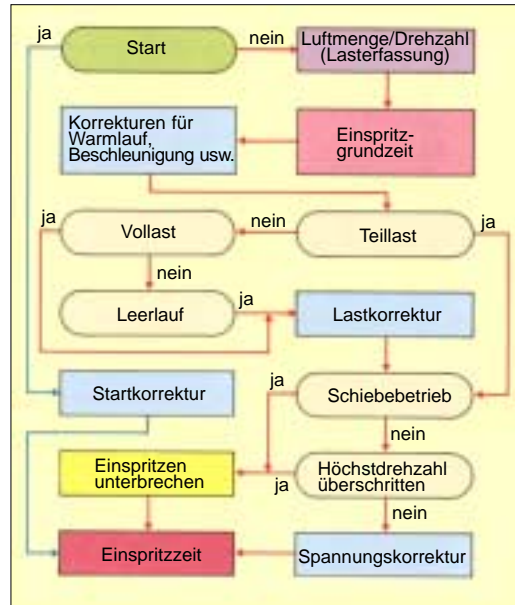 ja
Start
nein
Luftmenge/Drehzahl
(Lasterfassung)
Korrekturen für
Warmlauf,
Beschleunigung usw.
Einspritz-
grundzeit
ja
Vollast
nein
Teillast
ja
nein
Leerlauf
ja
Lastkorrektur
Startkorrektur
ja
Schiebebetrieb
nein
Einspritzen
unterbrechen
ja
Höchstdrehzahl
überschritten
nein
Einspritzzeit
Spannungskorrektur